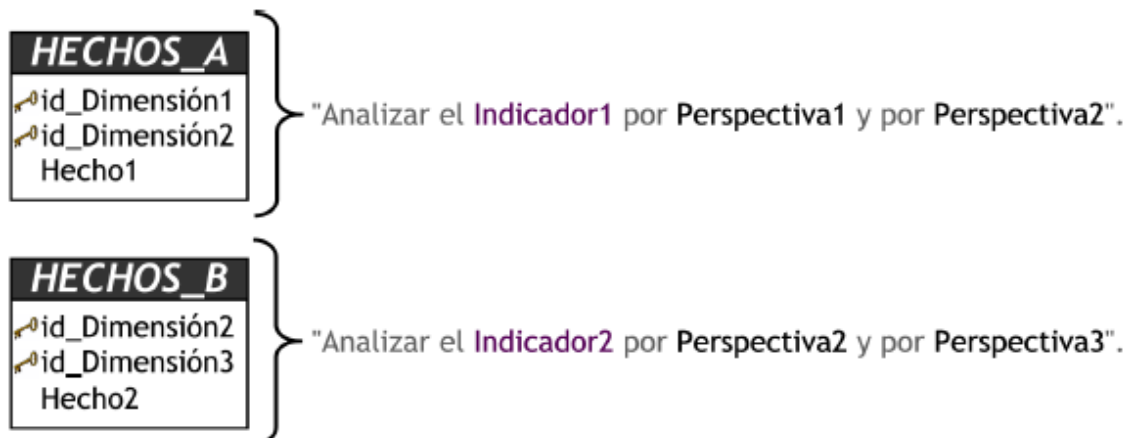 HECHOS_A
id_Dimensión1
id_Dimensión2
Hecho1
"Analizar el Indicador1 por Perspectiva1 y por Perspectiva2".
HECHOS_B
id_Dimensión2
id_Dimensión3
Hecho2
"Analizar el Indicador2 por Perspectiva2 y por Perspectiva3".